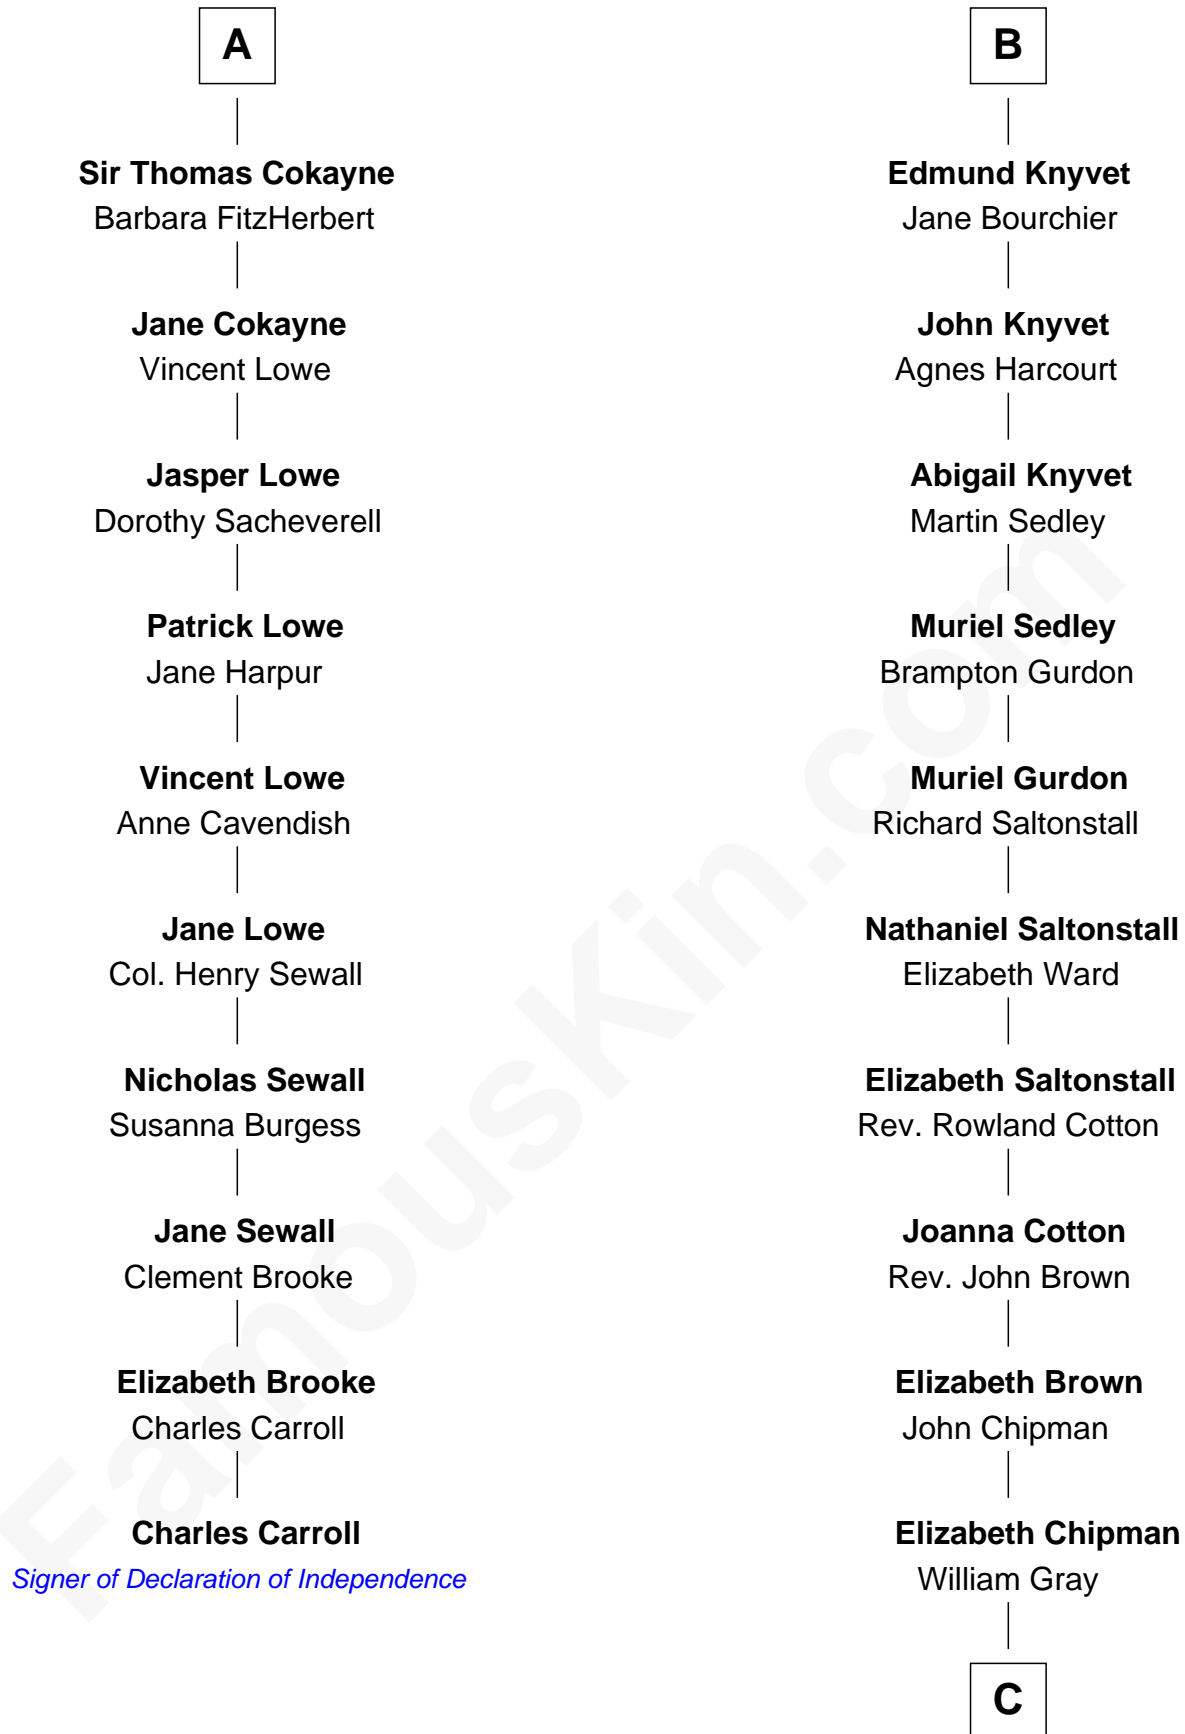 A
Sir Thomas Cokayne
Barbara FitzHerbert
Jane Cokayne
Vincent Lowe
Jasper Lowe
Dorothy Sacheverell
Patrick Lowe
Jane Harpur
Vincent Lowe
Anne Cavendish
Jane Lowe
Col. Henry Sewall
Nicholas Sewall
Susanna Burgess
Jane Sewall
Clement Brooke
Elizabeth Brooke
Charles Carroll
Charles Carroll
Signer of Declaration of Independence
B
Edmund Knyvet
Jane Bourchier
John Knyvet
Agnes Harcourt
Abigail Knyvet
Martin Sedley
Muriel Sedley
Brampton Gurdon
Muriel Gurdon
Richard Saltonstall
Nathaniel Saltonstall
Elizabeth Ward
Elizabeth Saltonstall
Rev. Rowland Cotton
Joanna Cotton
Rev. John Brown
Elizabeth Brown
John Chipman
Elizabeth Chipman
William Gray
C
FamousKin.com